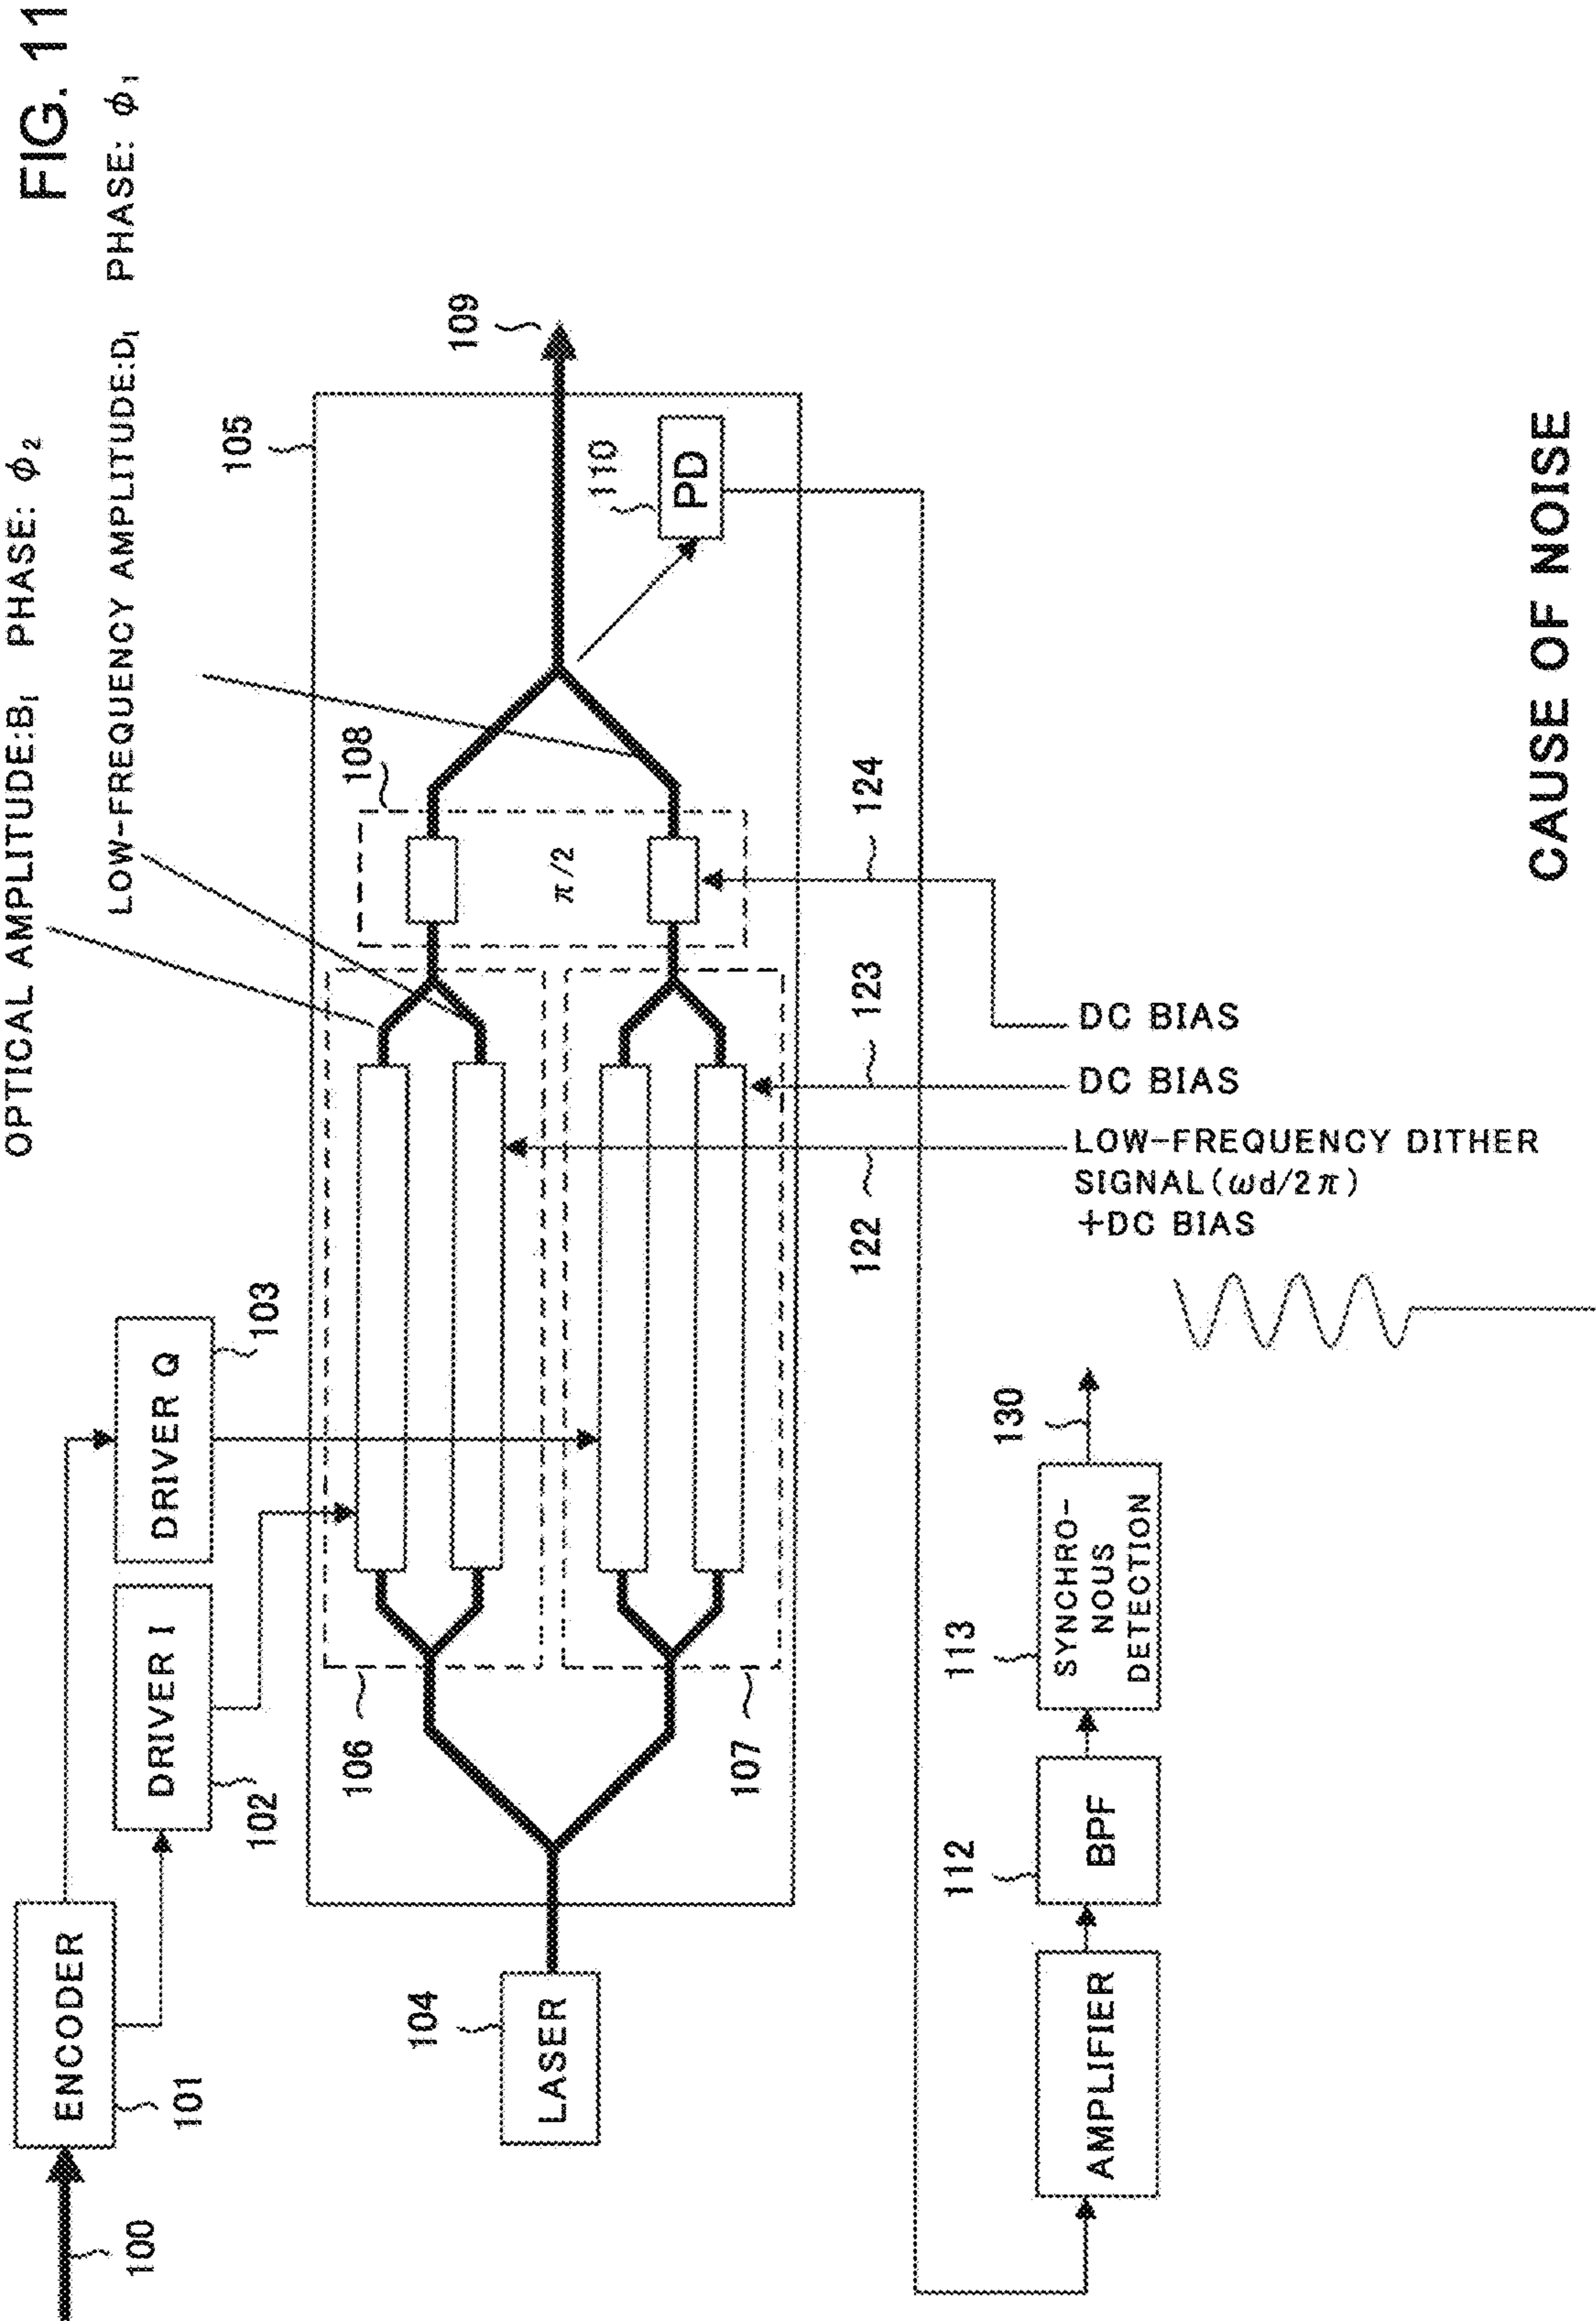 FIG. 11
OPTICAL AMPLITUDE:BI PHASE: ϕ2
LOW-FREQUENCY AMPLITUDE:DI PHASE: ϕ1
100
ENCODER
101
DRIVER I
102
DRIVER Q
103
LASER
104
105
106
107
108
π/2
109
110
PD
124
123
122
DC BIAS
DC BIAS
LOW-FREQUENCY DITHER
SIGNAL(ωd/2π)
+DC BIAS
AMPLIFIER
112
BPF
113
SYNCHRO-
NOUS
DETECTION
130
CAUSE OF NOISE